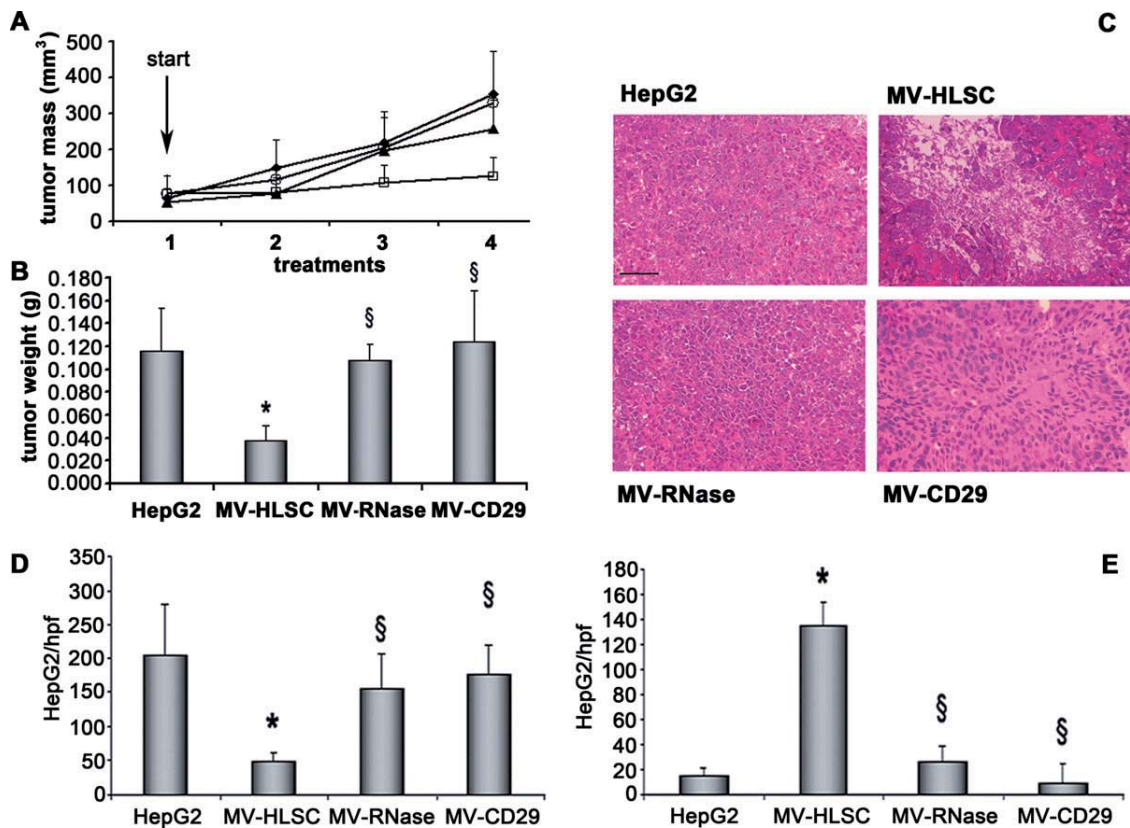 A
tumor mass (mm³)
500
400
300
200
100
0
start
1 2 3 4
treatments
B
tumor weight (g)
0.180
0.160
0.140
0.120
0.100
0.080
0.060
0.040
0.020
0.000
*
§
§
HepG2 MV-HLSC MV-RNase MV-CD29
C
HepG2 MV-HLSC
MV-RNase MV-CD29
D
HepG2/hpf
350
300
250
200
150
100
50
0
*
§
§
HepG2 MV-HLSC MV-RNase MV-CD29
E
HepG2/hpf
180
160
140
120
100
80
60
40
20
0
*
§
§
HepG2 MV-HLSC MV-RNase MV-CD29